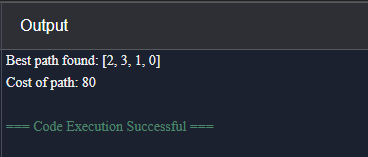 Output
Best path found: [2, 3, 1, 0]
Cost of path: 80
=== Code Execution Successful ===